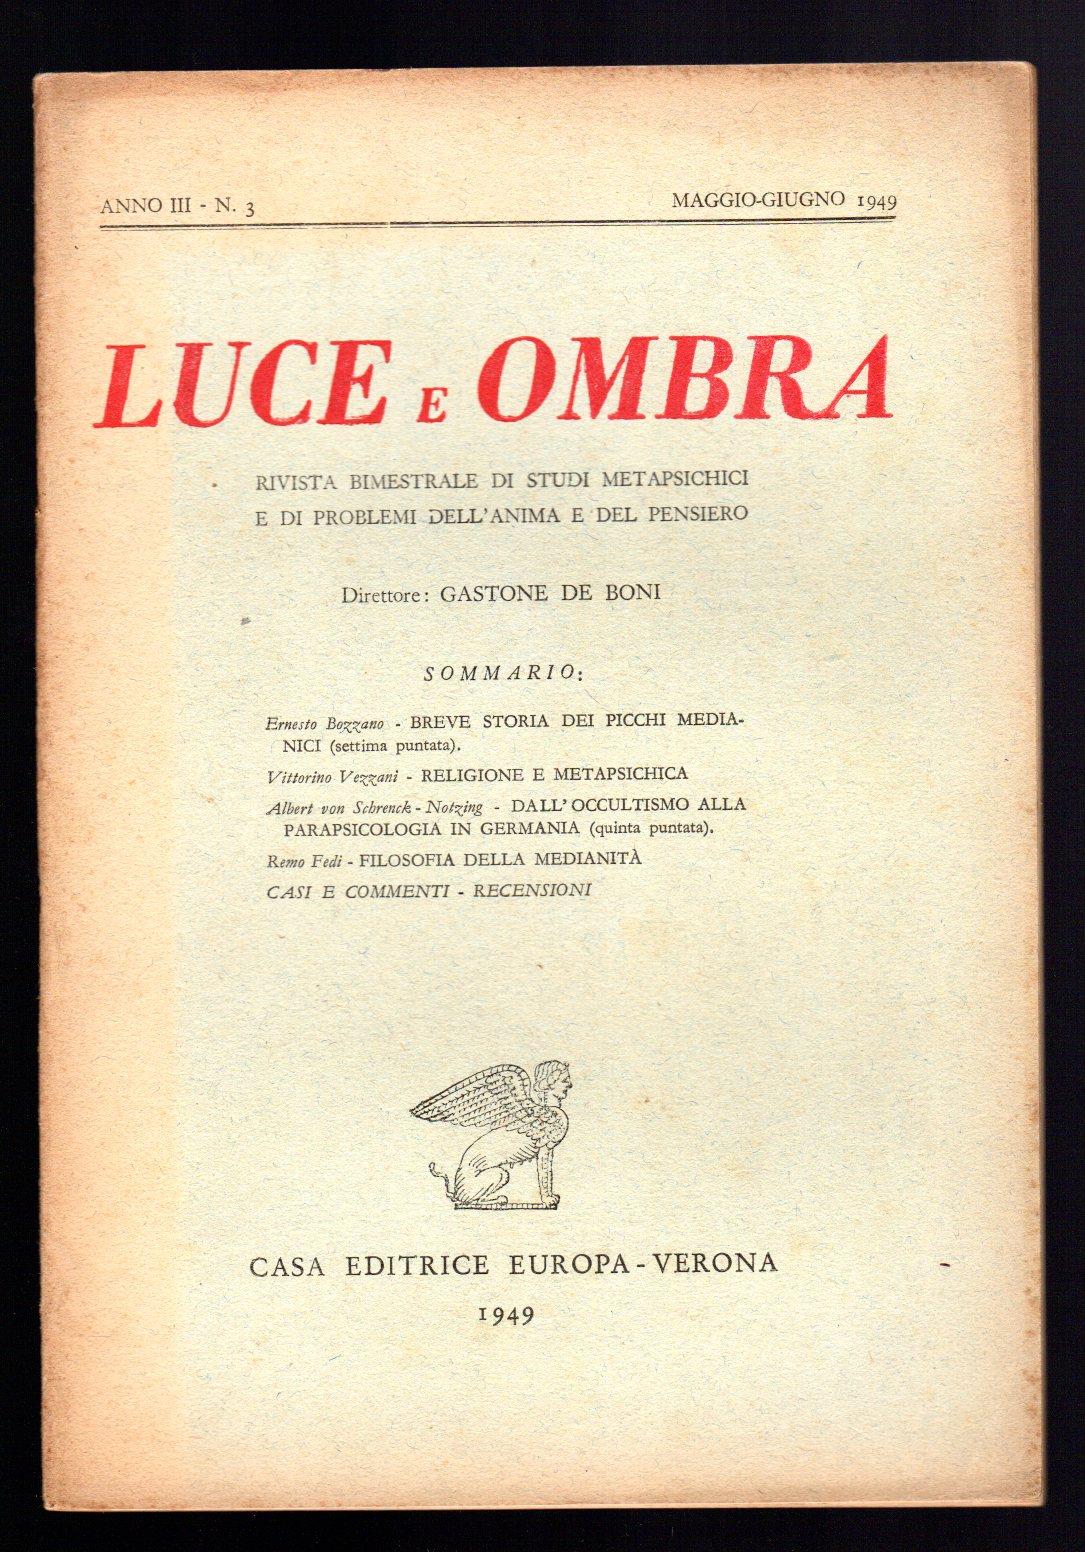 ANNO III - N. 3
MAGGIO-GIUGNO 1949
LUCE E OMBRA
RIVISTA BIMESTRALE DI STUDI METAPSICHICI
E DI PROBLEMI DELL'ANIMA E DEL PENSIERO
Direttore: GASTONE DE BONI
SOMMARIO:
Ernesto Bozzano - BREVE STORIA DEI PICCHI MEDIA-
NICI (settima puntata).
Vittorino Vezzani - RELIGIONE E METAPSICHICA
Albert von Schrenck-Notzing - DALL'OCCULTISMO ALLA
PARAPSICOLOGIA IN GERMANIA (quinta puntata).
Remo Fedi - FILOSOFIA DELLA MEDIANITÀ
CASI E COMMENTI - RECENSIONI
CASA EDITRICE EUROPA-VERONA
1949